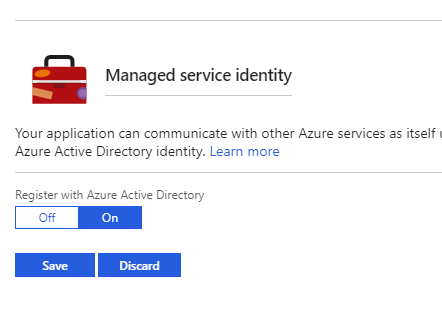 Managed service identity
Your application can communicate with other Azure services as itself
Azure Active Directory identity. Learn more
Register with Azure Active Directory
Off On
Save Discard